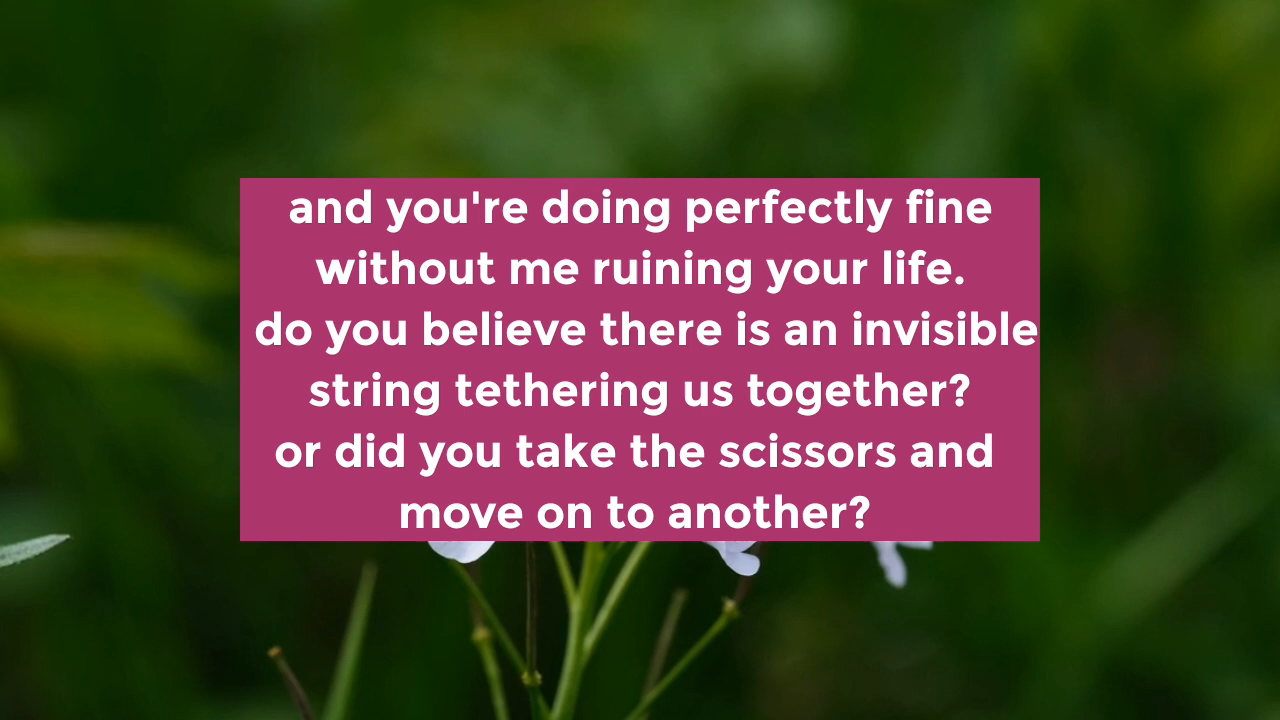 and you're doing perfectly fine
without me ruining your life.
do you believe there is an invisible
string tethering us together?
or did you take the scissors and
move on to another?